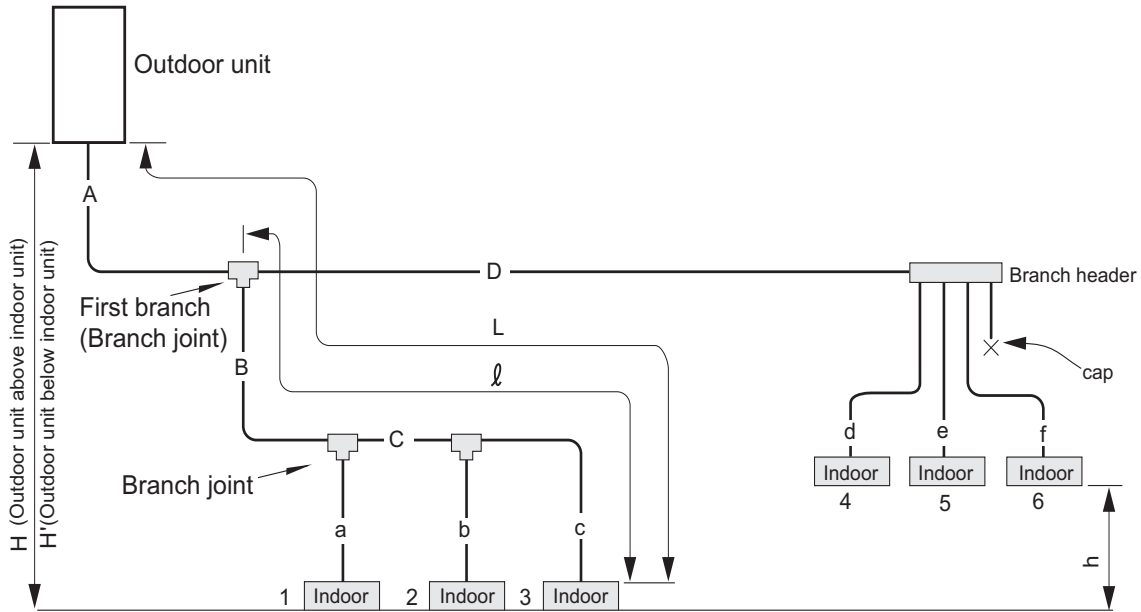 Outdoor unit
A
H (Outdoor unit above indoor unit)
H'(Outdoor unit below indoor unit)
First branch
(Branch joint)
D
Branch header
L
ℓ
B
cap
C
Branch joint
a
b
c
d
e
f
Indoor
Indoor
Indoor
4
5
6
h
1
Indoor
2
Indoor
3
Indoor